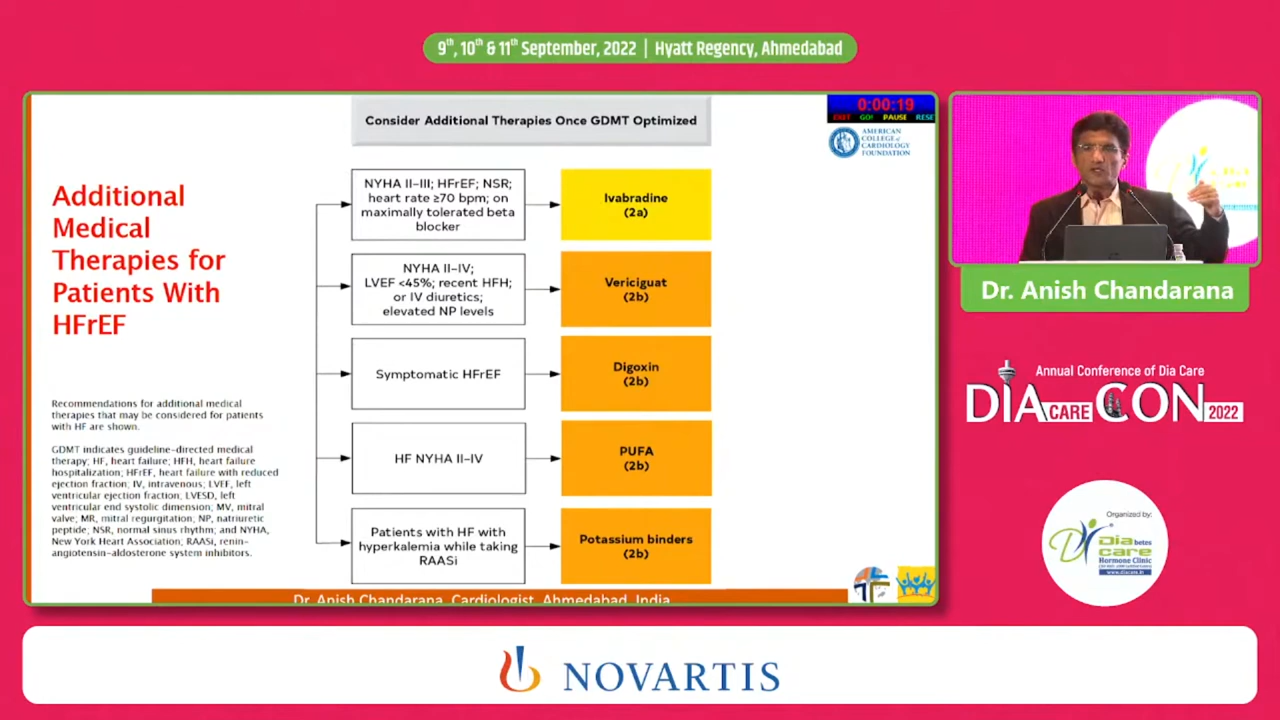 9th, 10th & 11th September, 2022 | Hyatt Regency, Ahmedabad
Consider Additional Therapies Once GDMT Optimized
0:00:19
EXIT GO! PAUSE RESE
AMERICAN
COLLEGE of
CARDIOLOGY
FOUNDATION
Additional
Medical
Therapies for
Patients With
HFrEF
NYHA II–III; HFrEF; NSR;
heart rate ≥70 bpm; on
maximally tolerated beta
blocker
Ivabradine
(2a)
NYHA II–IV;
LVEF <45%; recent HFH;
or IV diuretics;
elevated NP levels
Vericiguat
(2b)
Symptomatic HFrEF
Digoxin
(2b)
HF NYHA II–IV
PUFA
(2b)
Patients with HF with
hyperkalemia while taking
RAASi
Potassium binders
(2b)
Recommendations for additional medical
therapies that may be considered for patients
with HF are shown.
GDMT indicates guideline-directed medical
therapy; HF, heart failure; HFH, heart failure
hospitalization; HFrEF, heart failure with reduced
ejection fraction; IV, intravenous; LVEF, left
ventricular ejection fraction; LVESD, left
ventricular end systolic dimension; MV, mitral
valve; MR, mitral regurgitation; NP, natriuretic
peptide; NSR, normal sinus rhythm; and NYHA,
New York Heart Association; RAASi, renin-
angiotensin-aldosterone system inhibitors.
Dr. Anish Chandarana, Cardiologist, Ahmedabad, India
Dr. Anish Chandarana
Annual Conference of Dia Care
DIA CARE CON 2022
Organized by:
Diabetes
care
Hormone Clinic
www.diacare.in
NOVARTIS